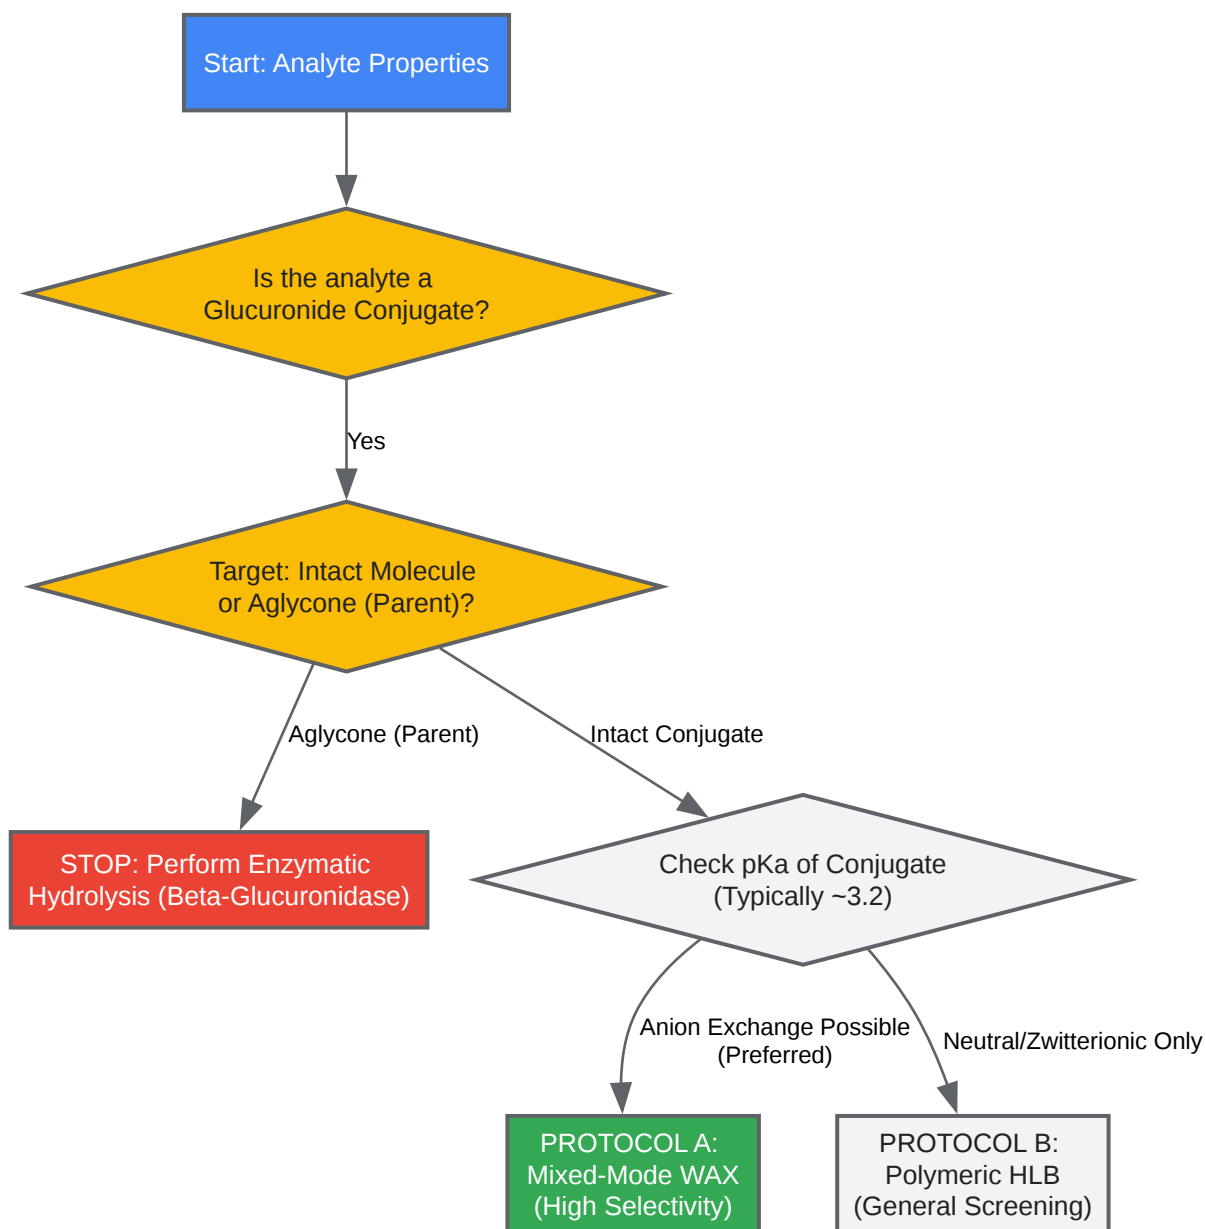 Start: Analyte Properties
Is the analyte a
Glucuronide Conjugate?
Yes
Target: Intact Molecule
or Aglycone (Parent)?
Aglycone (Parent)
Intact Conjugate
STOP: Perform Enzymatic
Hydrolysis (Beta-Glucuronidase)
Check pKa of Conjugate
(Typically ~3.2)
Anion Exchange Possible
(Preferred)
Neutral/Zwitterionic Only
PROTOCOL A:
Mixed-Mode WAX
(High Selectivity)
PROTOCOL B:
Polymeric HLB
(General Screening)